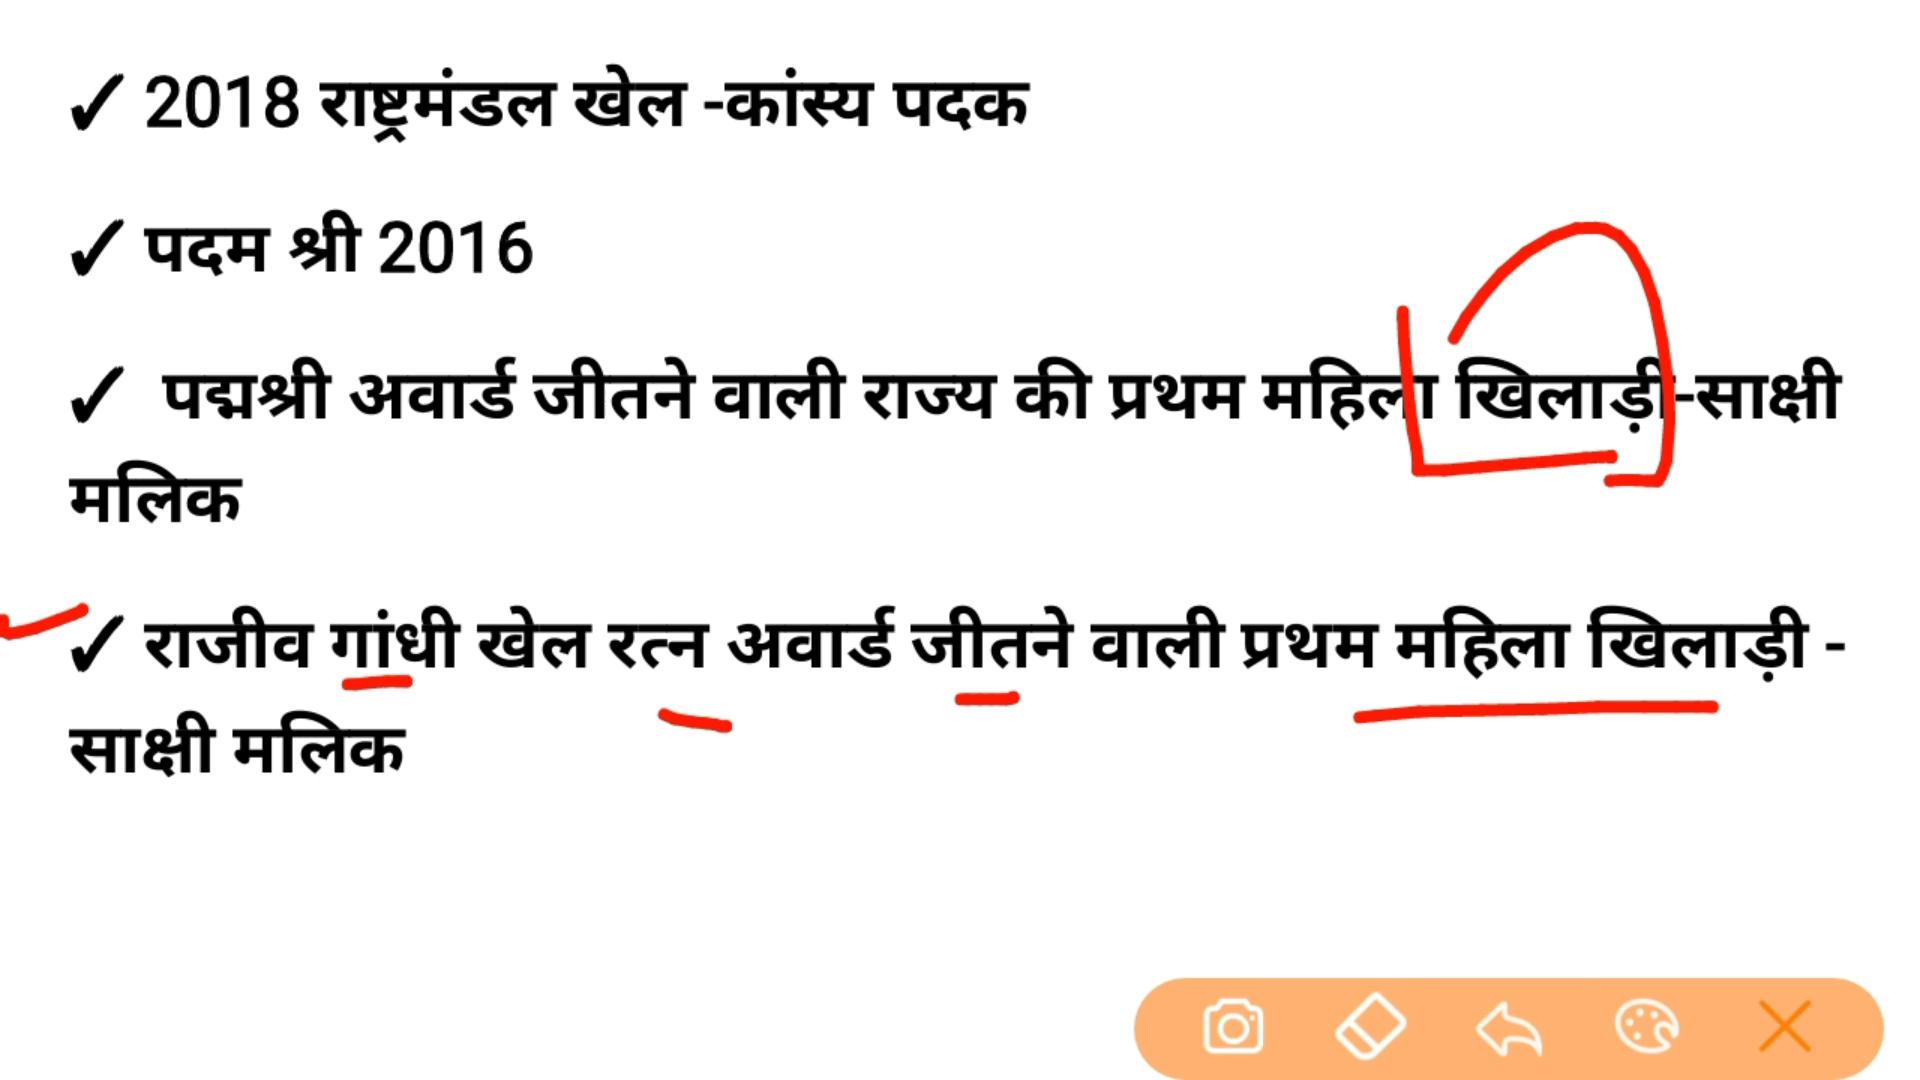 ✓ 2018 राष्ट्रमंडल खेल -कांस्य पदक
✓ पदम श्री 2016
✓ पद्मश्री अवार्ड जीतने वाली राज्य की प्रथम महिला खिलाड़ी-साक्षी
मलिक
✓ राजीव गांधी खेल रत्न अवार्ड जीतने वाली प्रथम महिला खिलाड़ी -
साक्षी मलिक